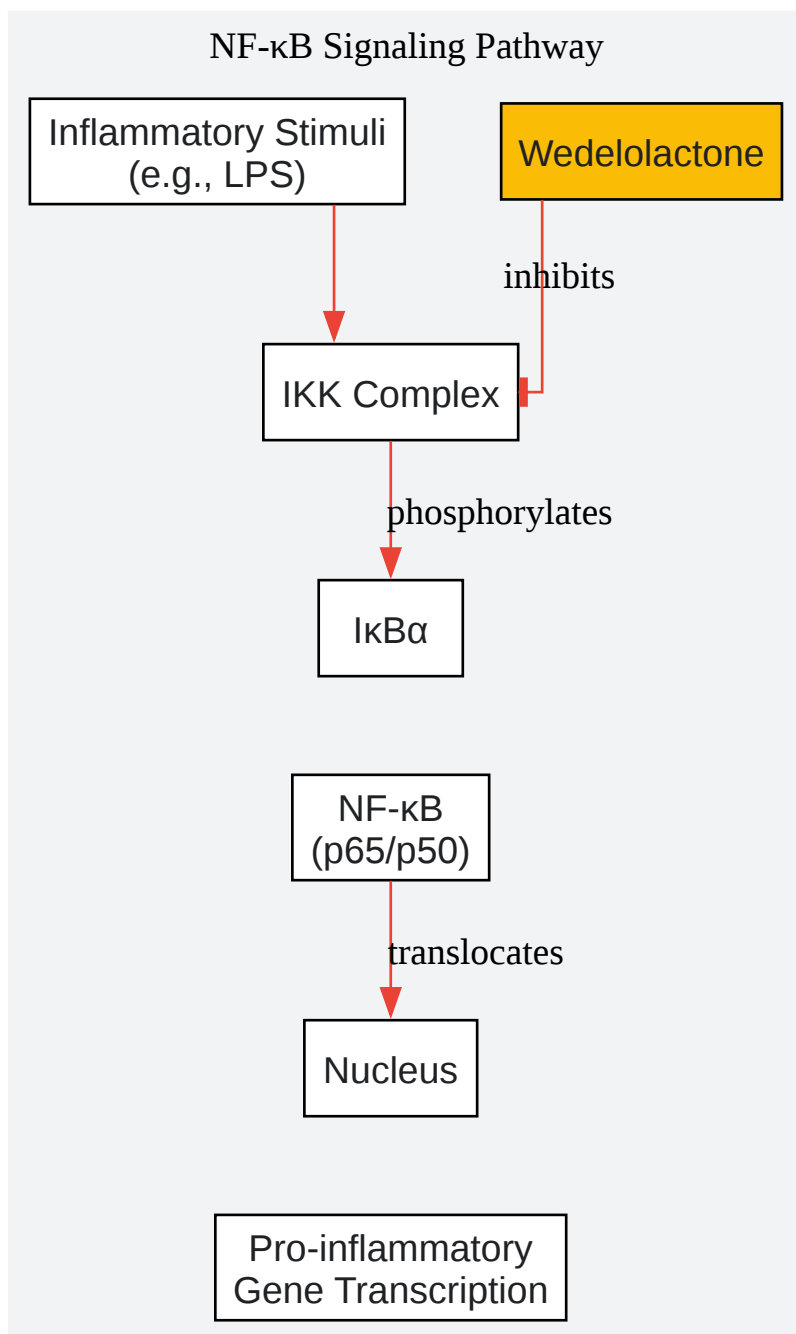 NF-κB Signaling Pathway
Inflammatory Stimuli
(e.g., LPS)
Wedelolactone
inhibits
IKK Complex
phosphorylates
IκBα
NF-κB
(p65/p50)
translocates
Nucleus
Pro-inflammatory
Gene Transcription